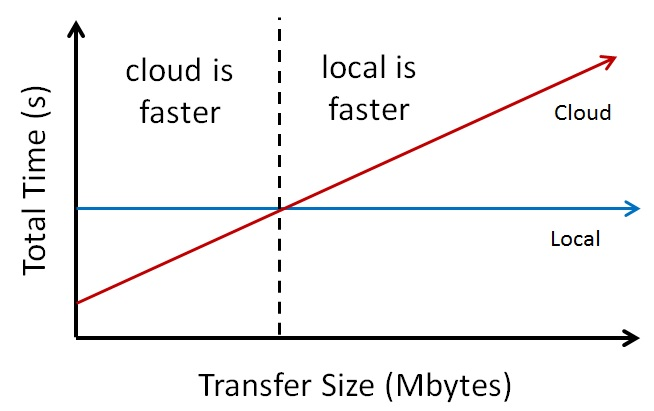 cloud is
faster
local is
faster
Cloud
Local
Total Time (s)
Transfer Size (Mbytes)